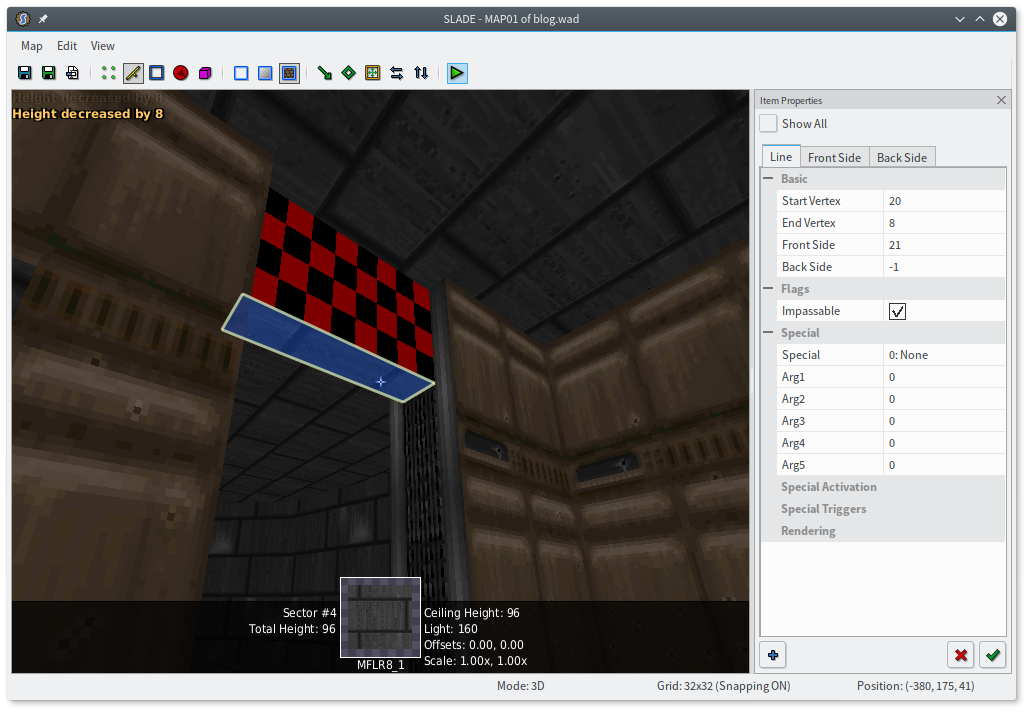 SLADE - MAP01 of blog.wad
Map Edit View
Height decreased by 8
Height decreased by 8
Item Properties
Show All
Line Front Side Back Side
Basic
Start Vertex 20
End Vertex 8
Front Side 21
Back Side -1
Flags
Impassable
Special
Special 0: None
Arg1 0
Arg2 0
Arg3 0
Arg4 0
Arg5 0
Special Activation
Special Triggers
Rendering
Sector #4
Total Height: 96
MFLR8_1
Ceiling Height: 96
Light: 160
Offsets: 0.00, 0.00
Scale: 1.00x, 1.00x
Mode: 3D Grid: 32x32 (Snapping ON) Position: (-380, 175, 41)